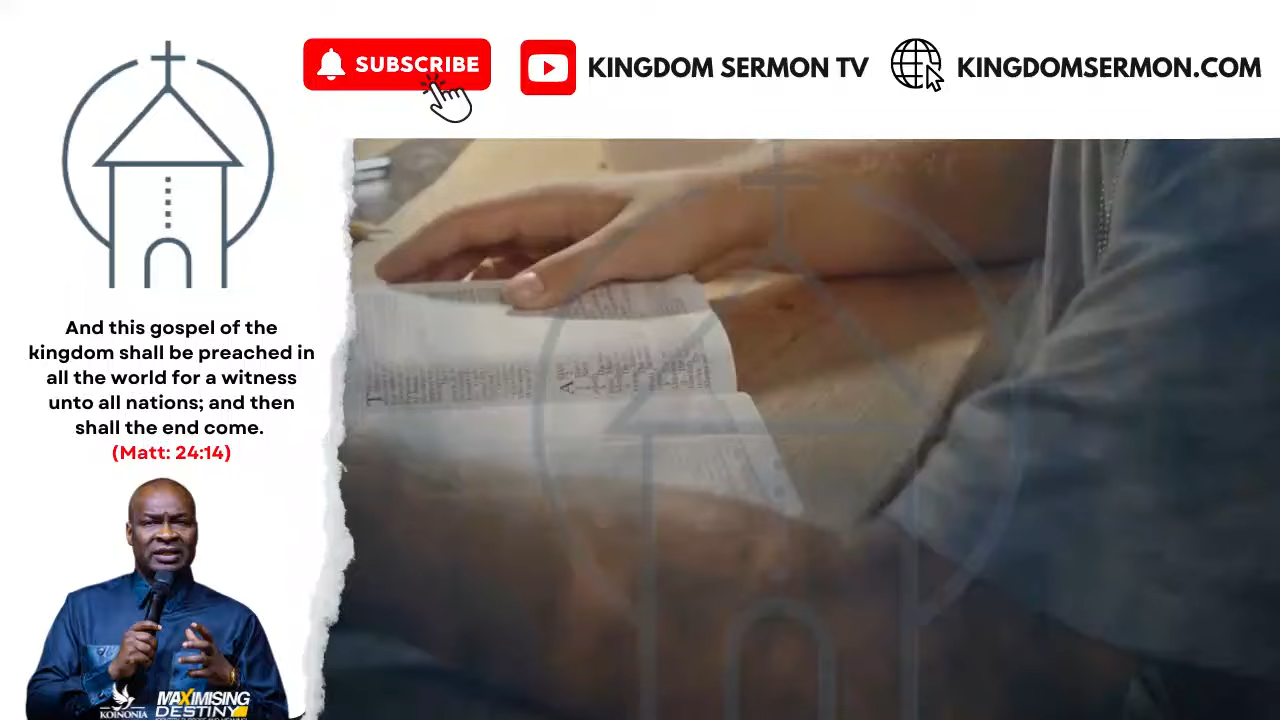 SUBSCRIBE
KINGDOM SERMON TV
KINGDOMSERMON.COM
And this gospel of the
kingdom shall be preached in
all the world for a witness
unto all nations; and then
shall the end come.
(Matt: 24:14)
KOINONIA
MAXIMISING
DESTINY